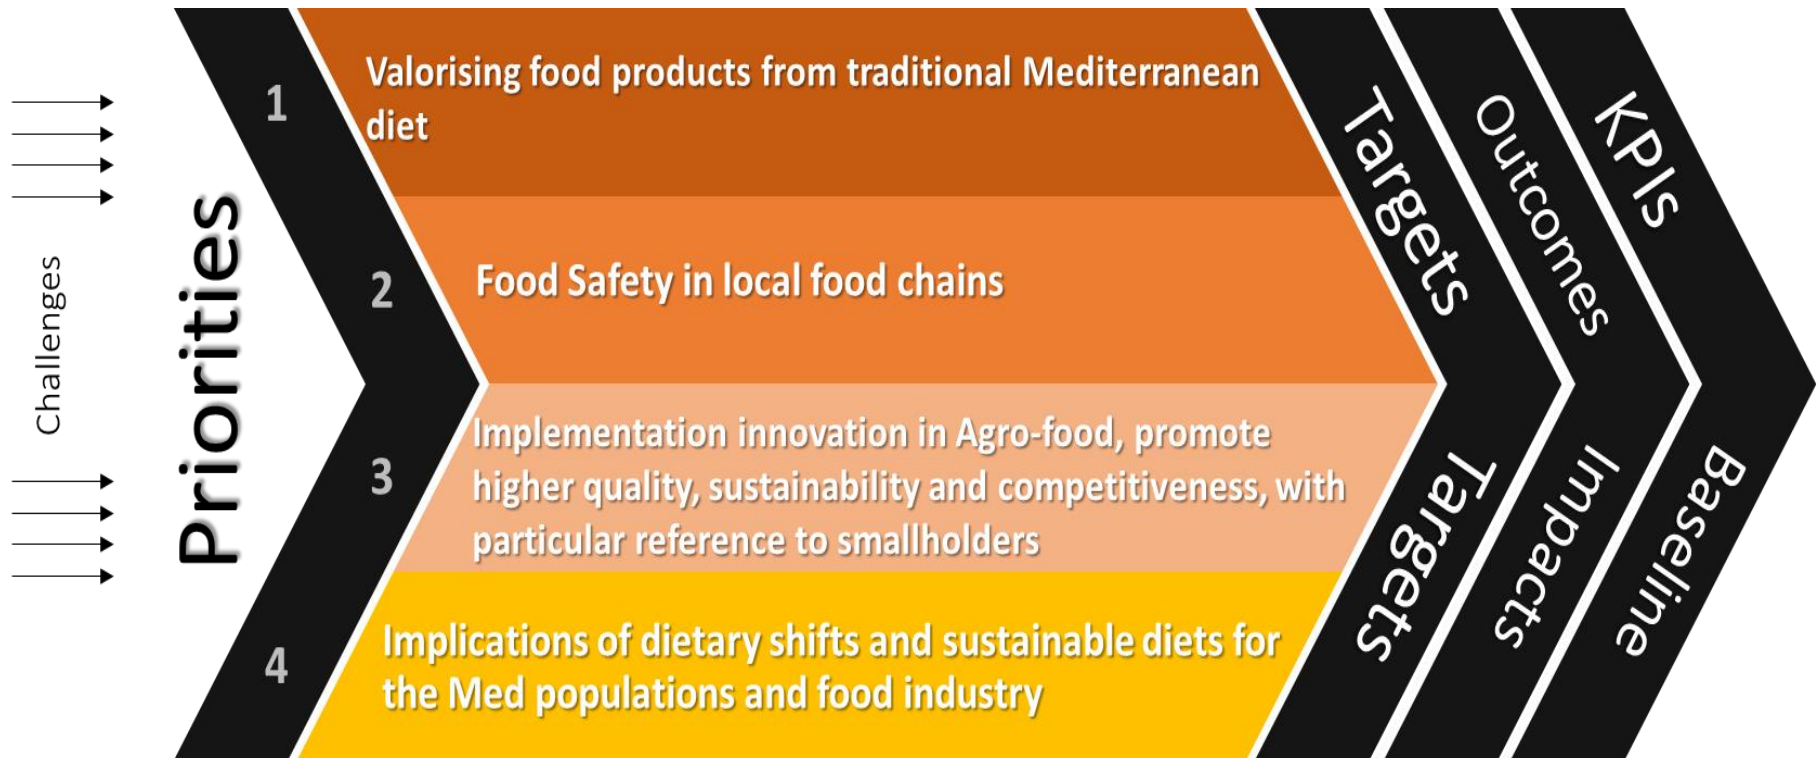 Challenges
Priorities
1
Valorising food products from traditional Mediterranean
diet
2
Food Safety in local food chains
3
Implementation innovation in Agro-food, promote
higher quality, sustainability and competitiveness, with
particular reference to smallholders
4
Implications of dietary shifts and sustainable diets for
the Med populations and food industry
Targets
Targets
Outcomes
Impacts
KPIs
Baseline